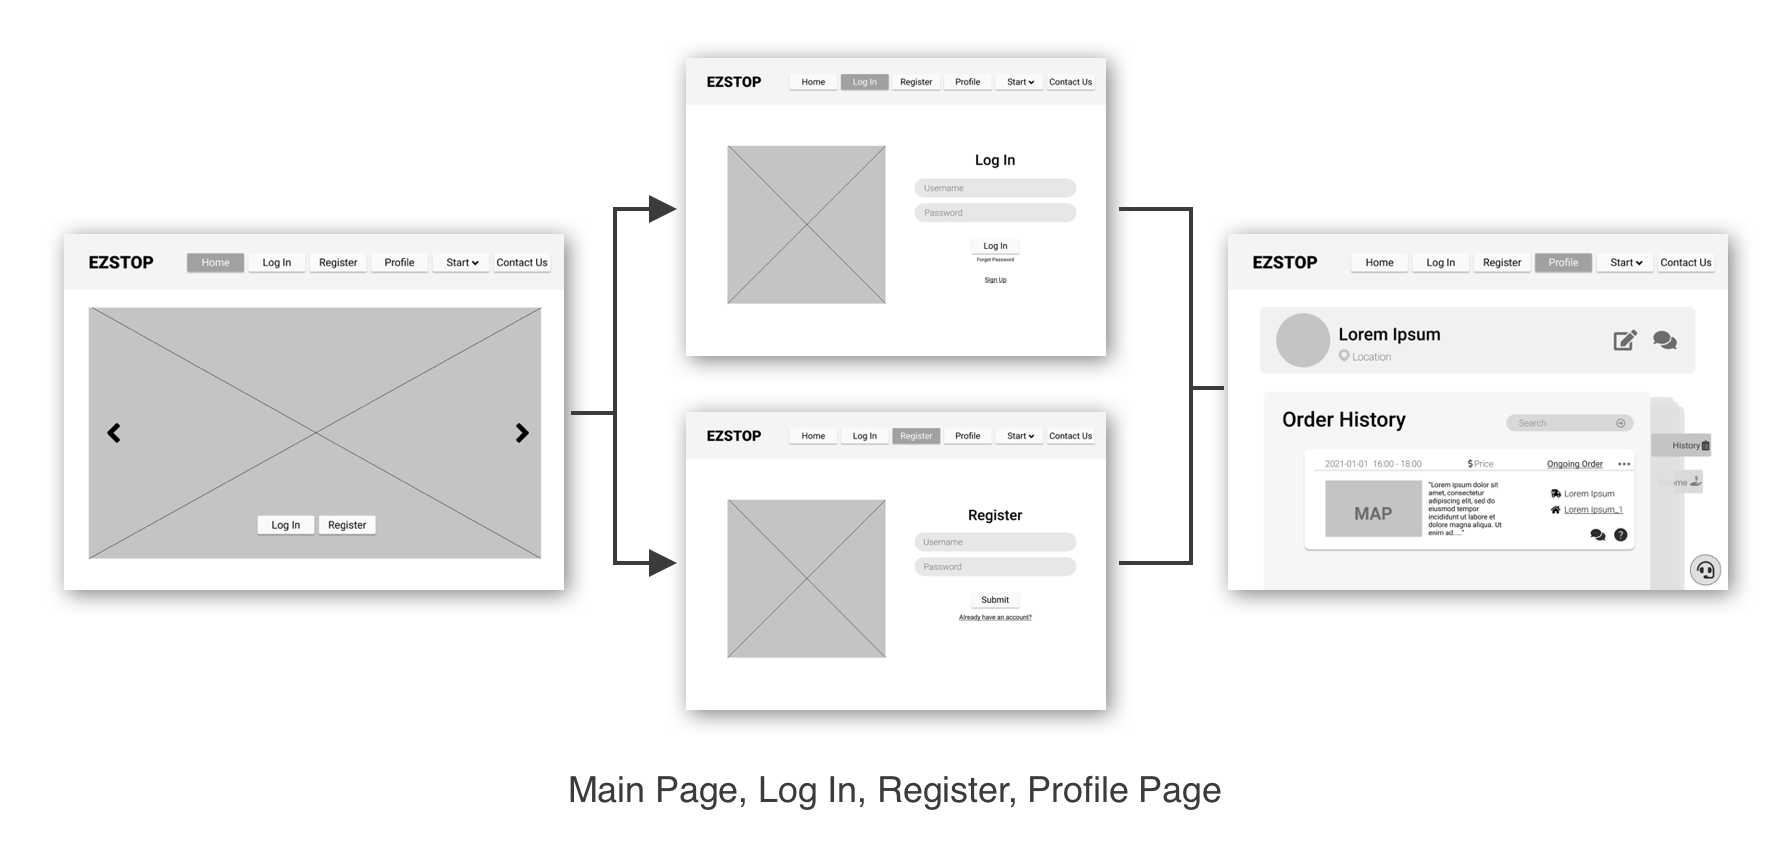 EZSTOP Home Log In Register Profile Start Contact Us
Log In Register
EZSTOP Home Log In Register Profile Start Contact Us
Log In
Username
Password
Log In
Forget Password
Sign Up
EZSTOP Home Log In Register Profile Start Contact Us
Register
Username
Password
Submit
Already have an account?
EZSTOP Home Log In Register Profile Start Contact Us
Lorem Ipsum
Location
Order History Search
History
2021-01-01 16:00 - 18:00 $Price Ongoing Order
MAP
"Lorem ipsum dolor sit
amet, consectetur
adipiscing elit, sed do
eiusmod tempor
incididunt ut labore et
dolore magna aliqua. Ut
enim ad...."
Lorem Ipsum
Lorem Ipsum_1
Main Page, Log In, Register, Profile Page